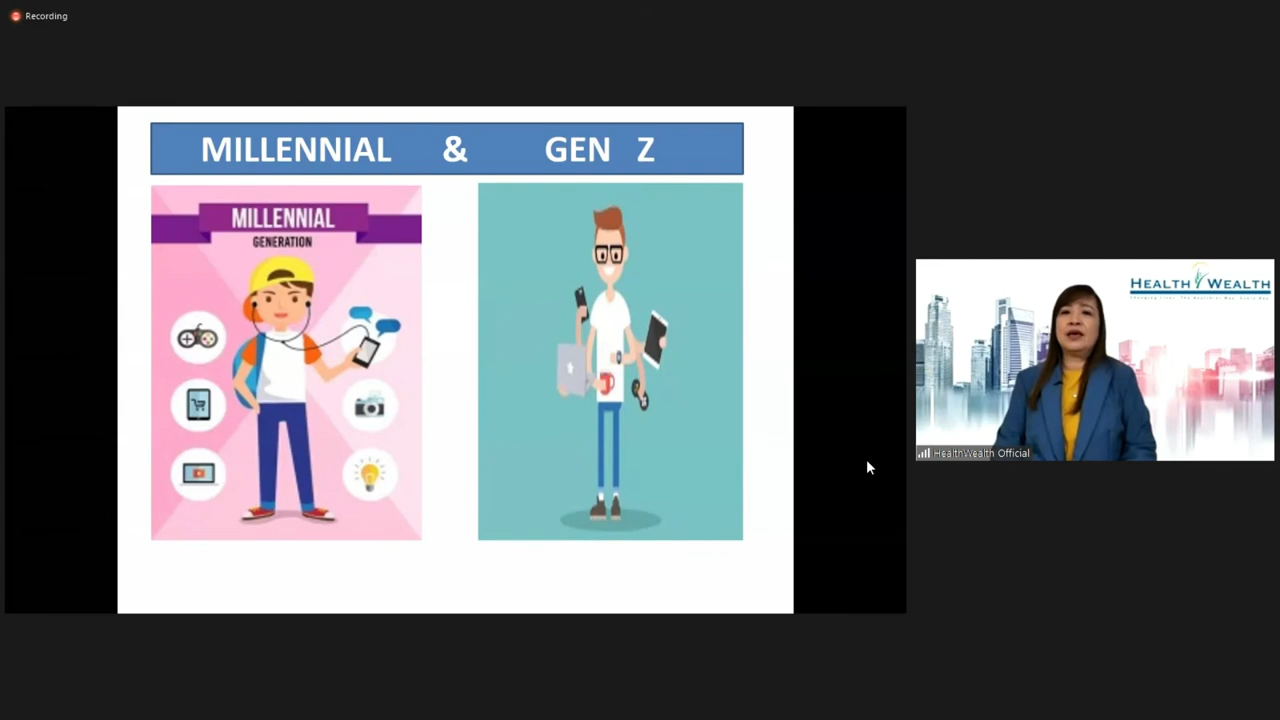 Recording
MILLENNIAL & GEN Z
MILLENNIAL
GENERATION
HEALTH WEALTH
HealthWealth Official